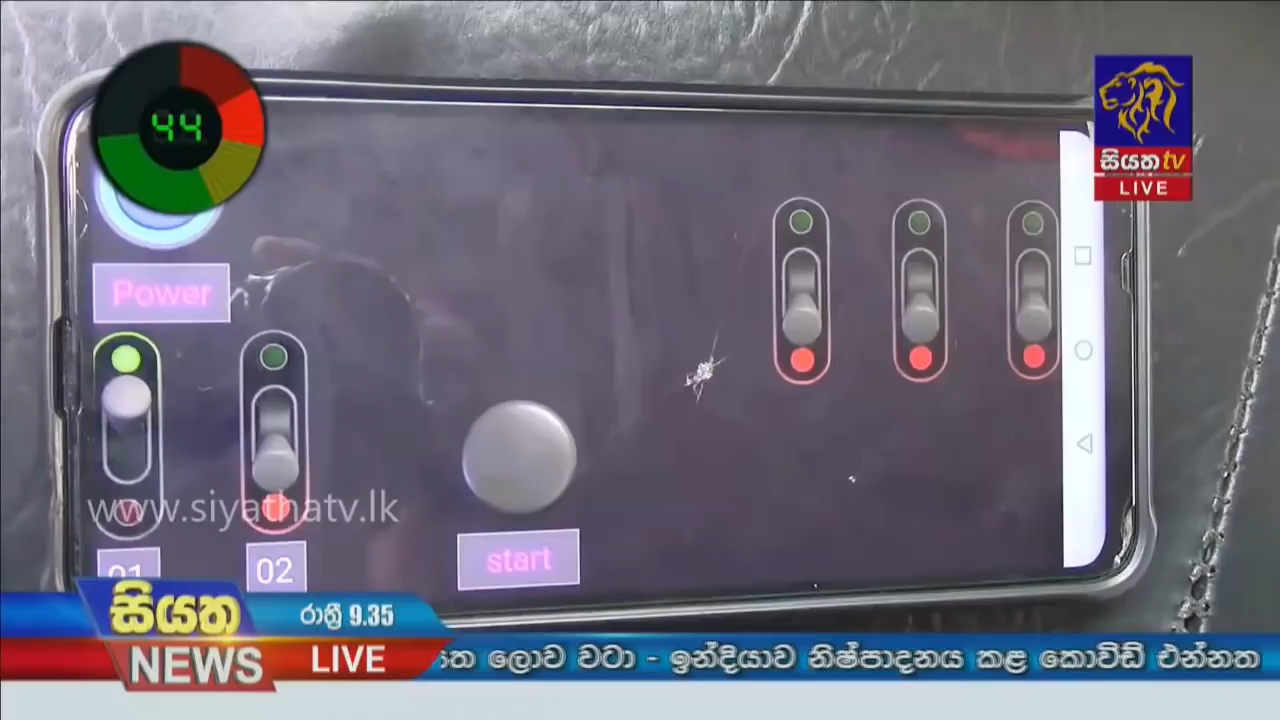 44
සියත tv
LIVE
Power
www.siyathatv.lk
01
02
start
සියත
රාත්‍රී 9.35
NEWS
LIVE
ලොව වටා - ඉන්දියාව නිෂ්පාදනය කළ කොවිඩ් එන්නත